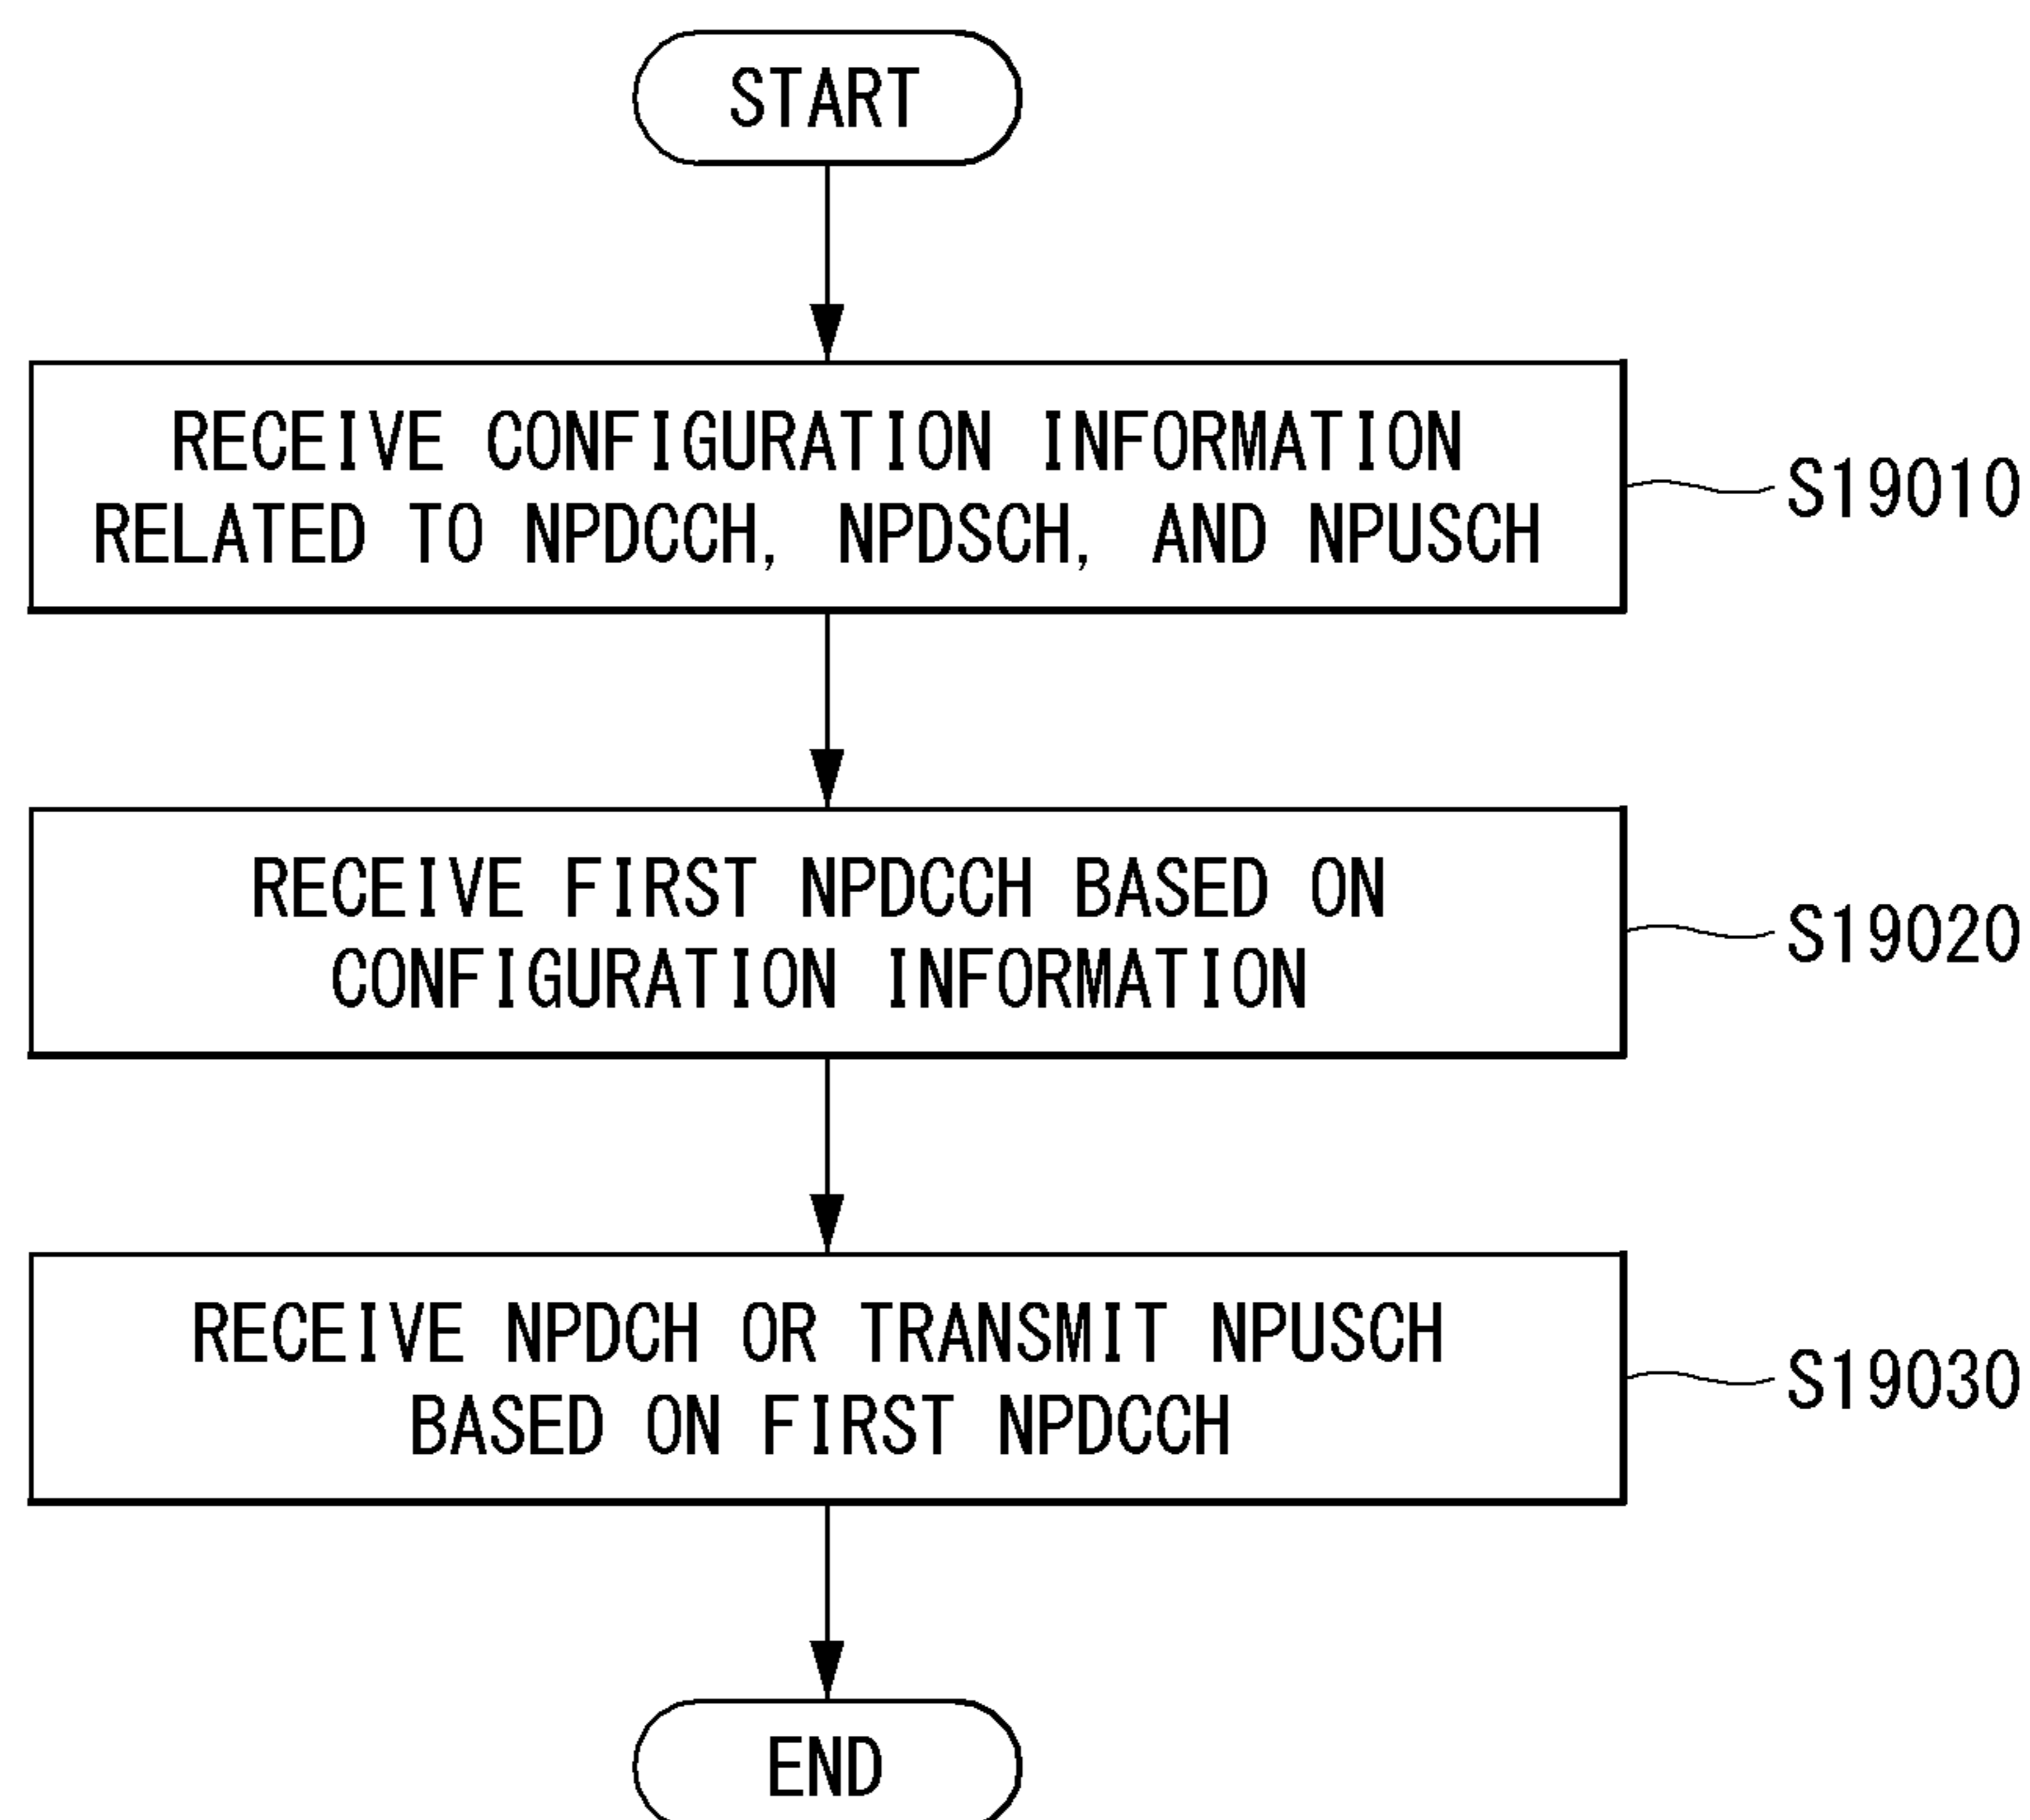 START
RECEIVE CONFIGURATION INFORMATION
RELATED TO NPDCCH, NPDSCH, AND NPUSCH
S19010
RECEIVE FIRST NPDCCH BASED ON
CONFIGURATION INFORMATION
S19020
RECEIVE NPDCH OR TRANSMIT NPUSCH
BASED ON FIRST NPDCCH
S19030
END